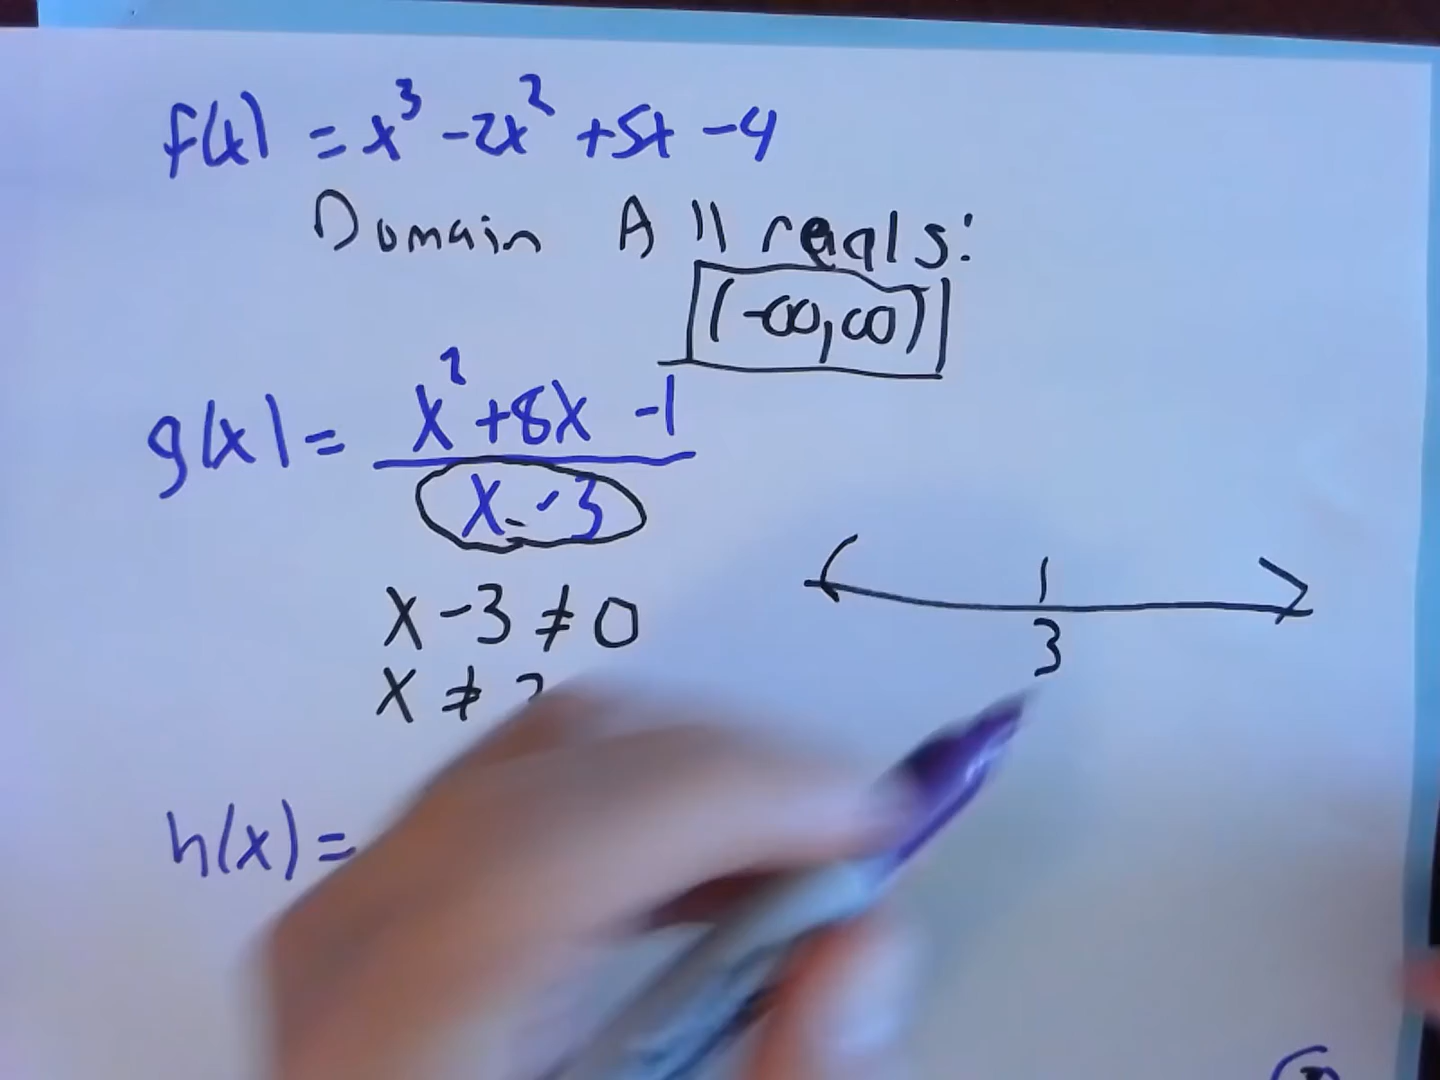 f(x) = x³ - 2x² + 5x - 4
Domain All reals:
(-∞,∞)
g(x) = x² + 8x - 1
x - 3
x - 3 ≠ 0
x ≠
3
h(x) =